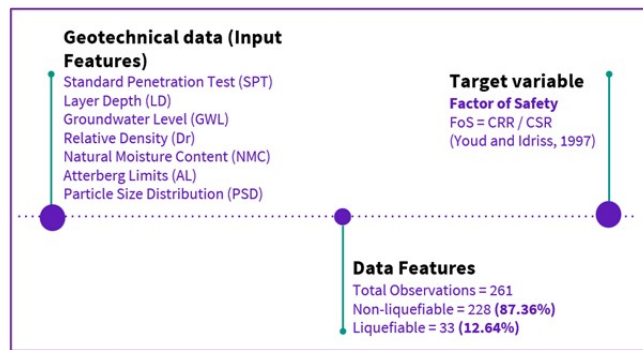 Geotechnical data (Input
Features)
Standard Penetration Test (SPT)
Layer Depth (LD)
Groundwater Level (GWL)
Relative Density (Dr)
Natural Moisture Content (NMC)
Atterberg Limits (AL)
Particle Size Distribution (PSD)
Target variable
Factor of Safety
FoS = CRR / CSR
(Youd and Idriss, 1997)
Data Features
Total Observations = 261
Non-liquefiable = 228 (87.36%)
Liquefiable = 33 (12.64%)